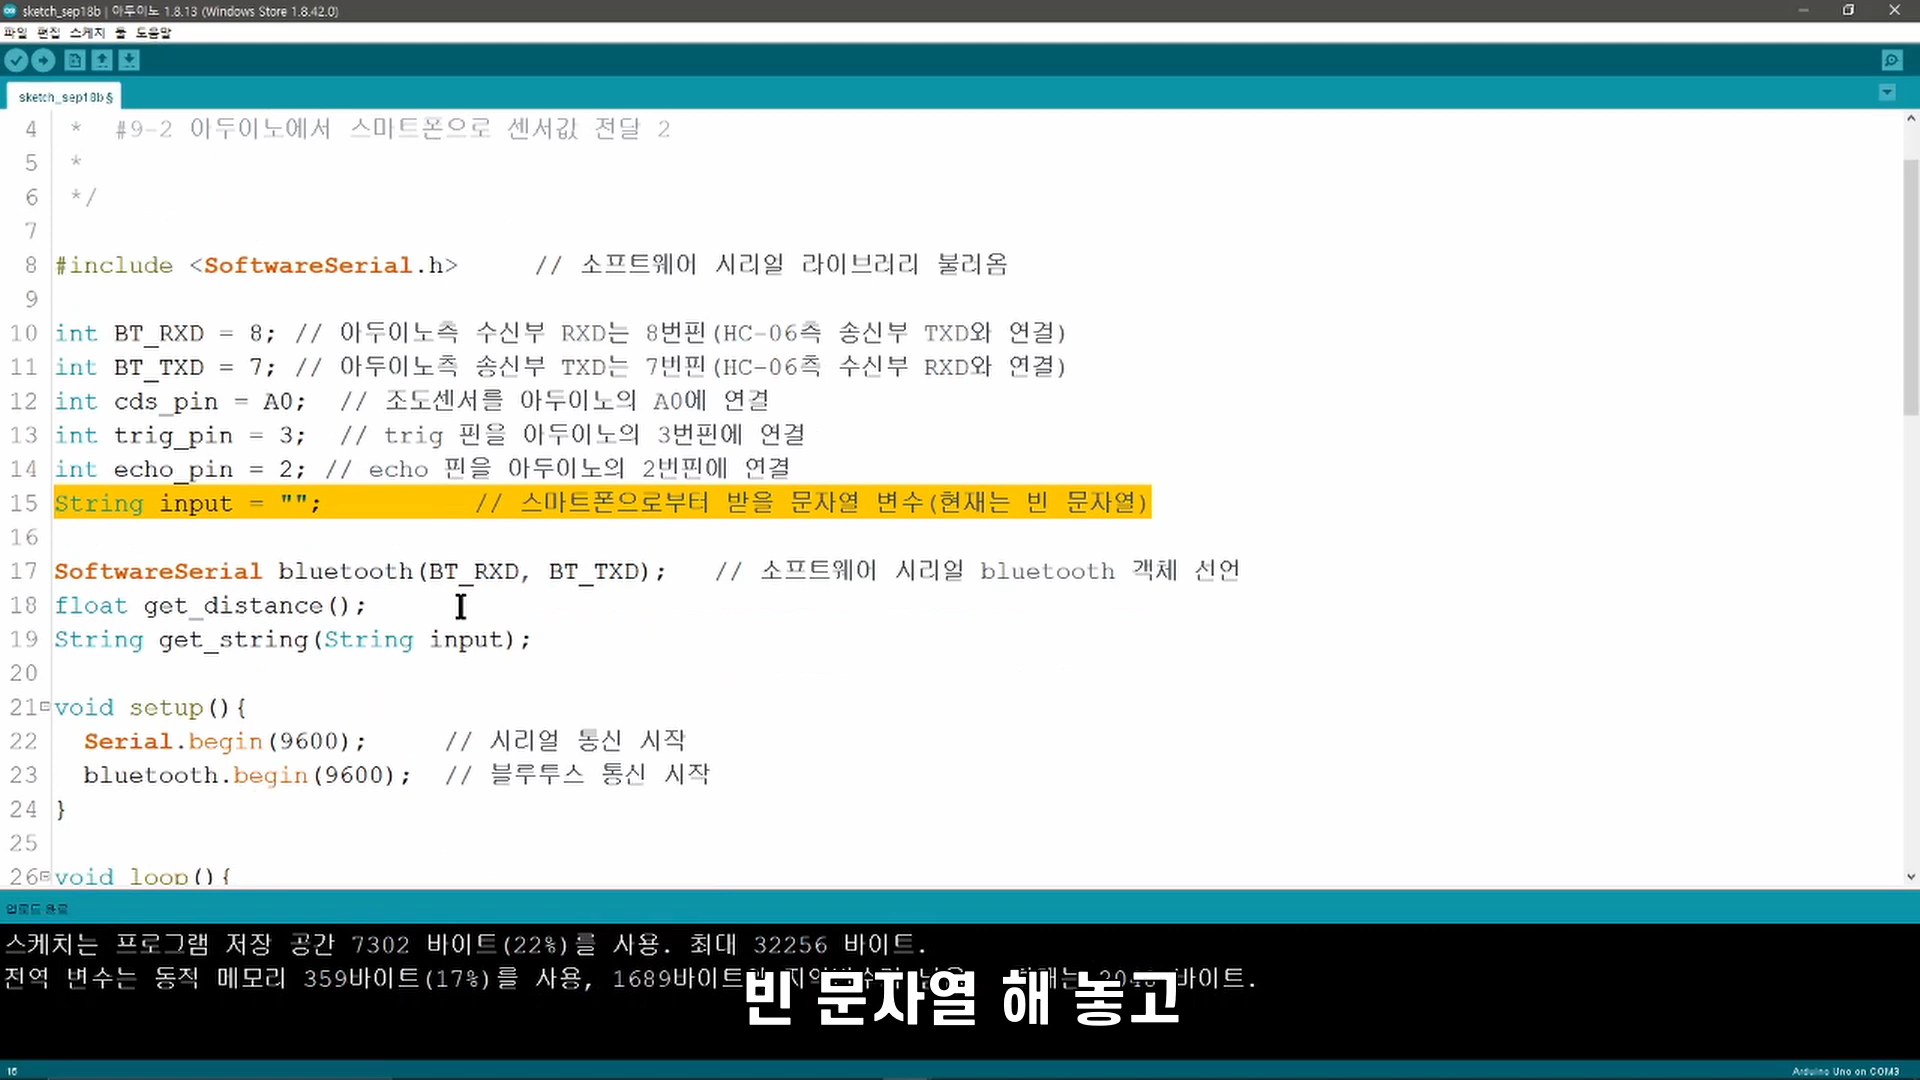 sketch_sep18b | 아두이노 1.8.13 (Windows Store 1.8.42.0)
파일 편집 스케치 툴 도움말
sketch_sep18b§
4 * #9-2 아두이노에서 스마트폰으로 센서값 전달 2
5 *
6 */
7
8 #include <SoftwareSerial.h> // 소프트웨어 시리얼 라이브러리 불러옴
9
10 int BT_RXD = 8; // 아두이노측 수신부 RXD는 8번핀(HC-06측 송신부 TXD와 연결)
11 int BT_TXD = 7; // 아두이노측 송신부 TXD는 7번핀(HC-06측 수신부 RXD와 연결)
12 int cds_pin = A0; // 조도센서를 아두이노의 A0에 연결
13 int trig_pin = 3; // trig 핀을 아두이노의 3번핀에 연결
14 int echo_pin = 2; // echo 핀을 아두이노의 2번핀에 연결
15 String input = ""; // 스마트폰으로부터 받을 문자열 변수(현재는 빈 문자열)
16
17 SoftwareSerial bluetooth(BT_RXD, BT_TXD); // 소프트웨어 시리얼 bluetooth 객체 선언
18 float get_distance();
19 String get_string(String input);
20
21 void setup(){
22 Serial.begin(9600); // 시리얼 통신 시작
23 bluetooth.begin(9600); // 블루투스 통신 시작
24 }
25
26 void loop(){
업로드 완료
스케치는 프로그램 저장 공간 7302 바이트(22%)를 사용. 최대 32256 바이트.
전역 변수는 동적 메모리 359바이트(17%)를 사용, 1689바이트 바이트.
빈 문자열 해 놓고
15 Arduino Uno on COM3